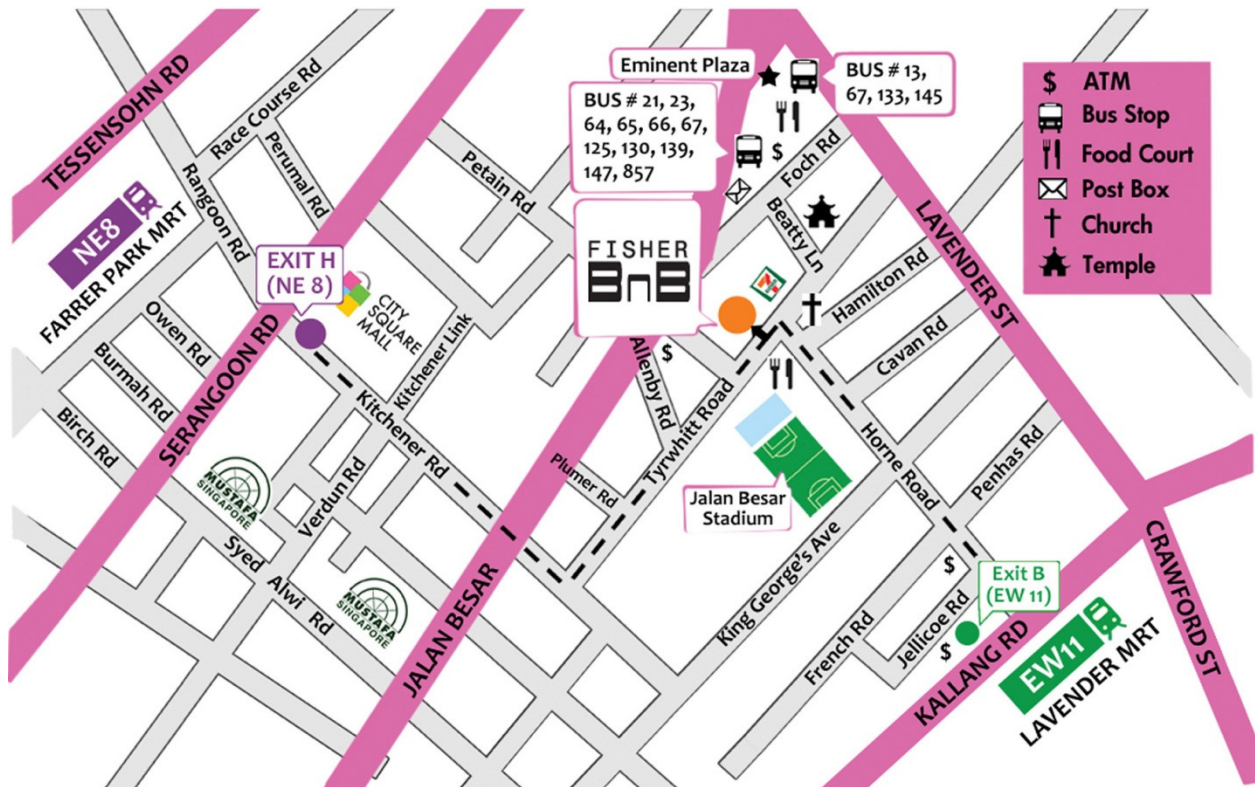 TESSENSOHN RD
Race Course Rd
Perumal Rd
Rangoon Rd
NE8
FARRER PARK MRT
EXIT H
(NE 8)
CITY
SQUARE
MALL
Owen Rd
Burmah Rd
Birch Rd
SERANGOON RD
Kitchener Link
Kitchener Rd
MUSTAFA
SINGAPORE
Verdun Rd
Syed Alwi Rd
MUSTAFA
SINGAPORE
JALAN BESAR
Petain Rd
Eminent Plaza
BUS # 21, 23,
64, 65, 66, 67,
125, 130, 139,
147, 857
BUS # 13,
67, 133, 145
FISHER
BnB
Foch Rd
Beatty Ln
7
ELEVEN
Hamilton Rd
Cavan Rd
LAVENDER ST
Allenby Rd
$
$
Tyrwhitt Road
Plumer Rd
Horne Road
Penhas Rd
Jalan Besar
Stadium
King George's Ave
French Rd
Jellicoe Rd
$
$
Exit B
(EW 11)
KALLANG RD
EW11
LAVENDER MRT
CRAWFORD ST
$ ATM
Bus Stop
Food Court
Post Box
Church
Temple